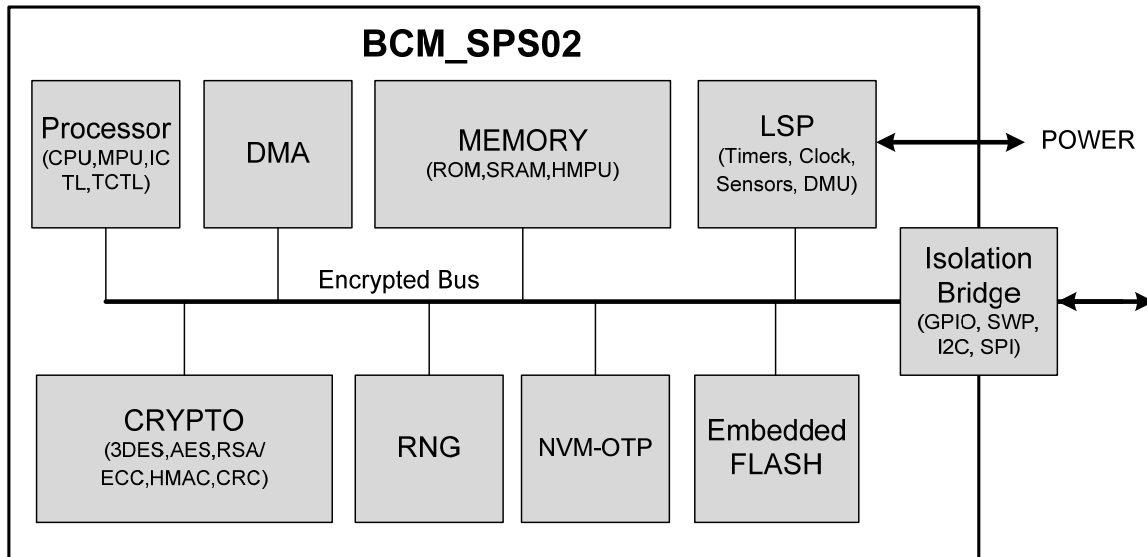 BCM_SPS02
Processor
(CPU,MPU,IC
TL,TCTL)
DMA
MEMORY
(ROM,SRAM,HMPU)
LSP
(Timers, Clock,
Sensors, DMU)
POWER
Encrypted Bus
Isolation
Bridge
(GPIO, SWP,
I2C, SPI)
CRYPTO
(3DES,AES,RSA/
ECC,HMAC,CRC)
RNG
NVM-OTP
Embedded
FLASH